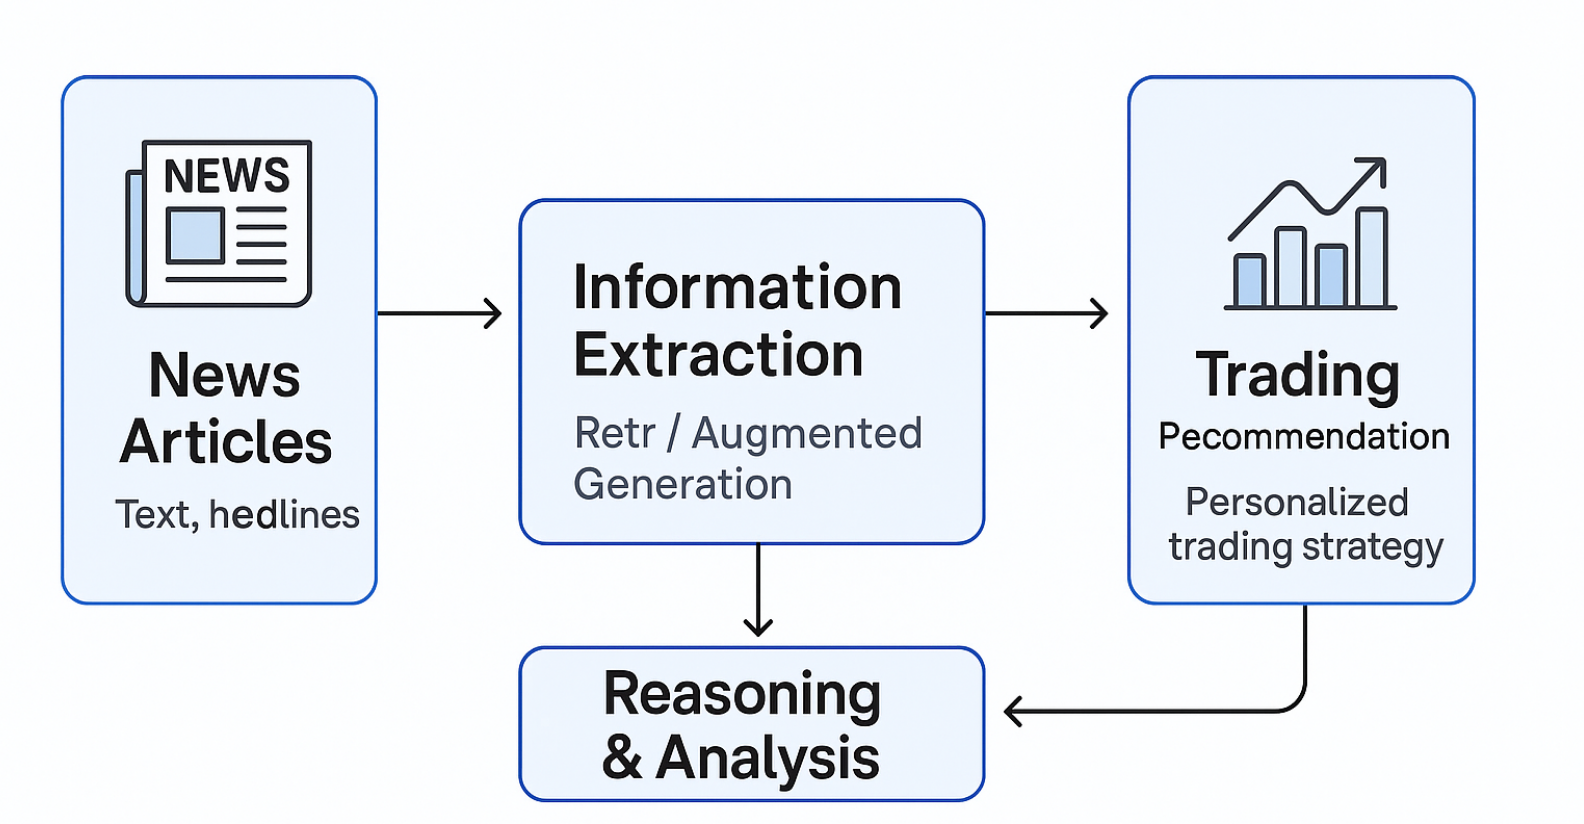 NEWS
News
Articles
Text, hedlines
Information
Extraction
Retr / Augmented
Generation
Trading
Pecommendation
Personalized
trading strategy
Reasoning
& Analysis